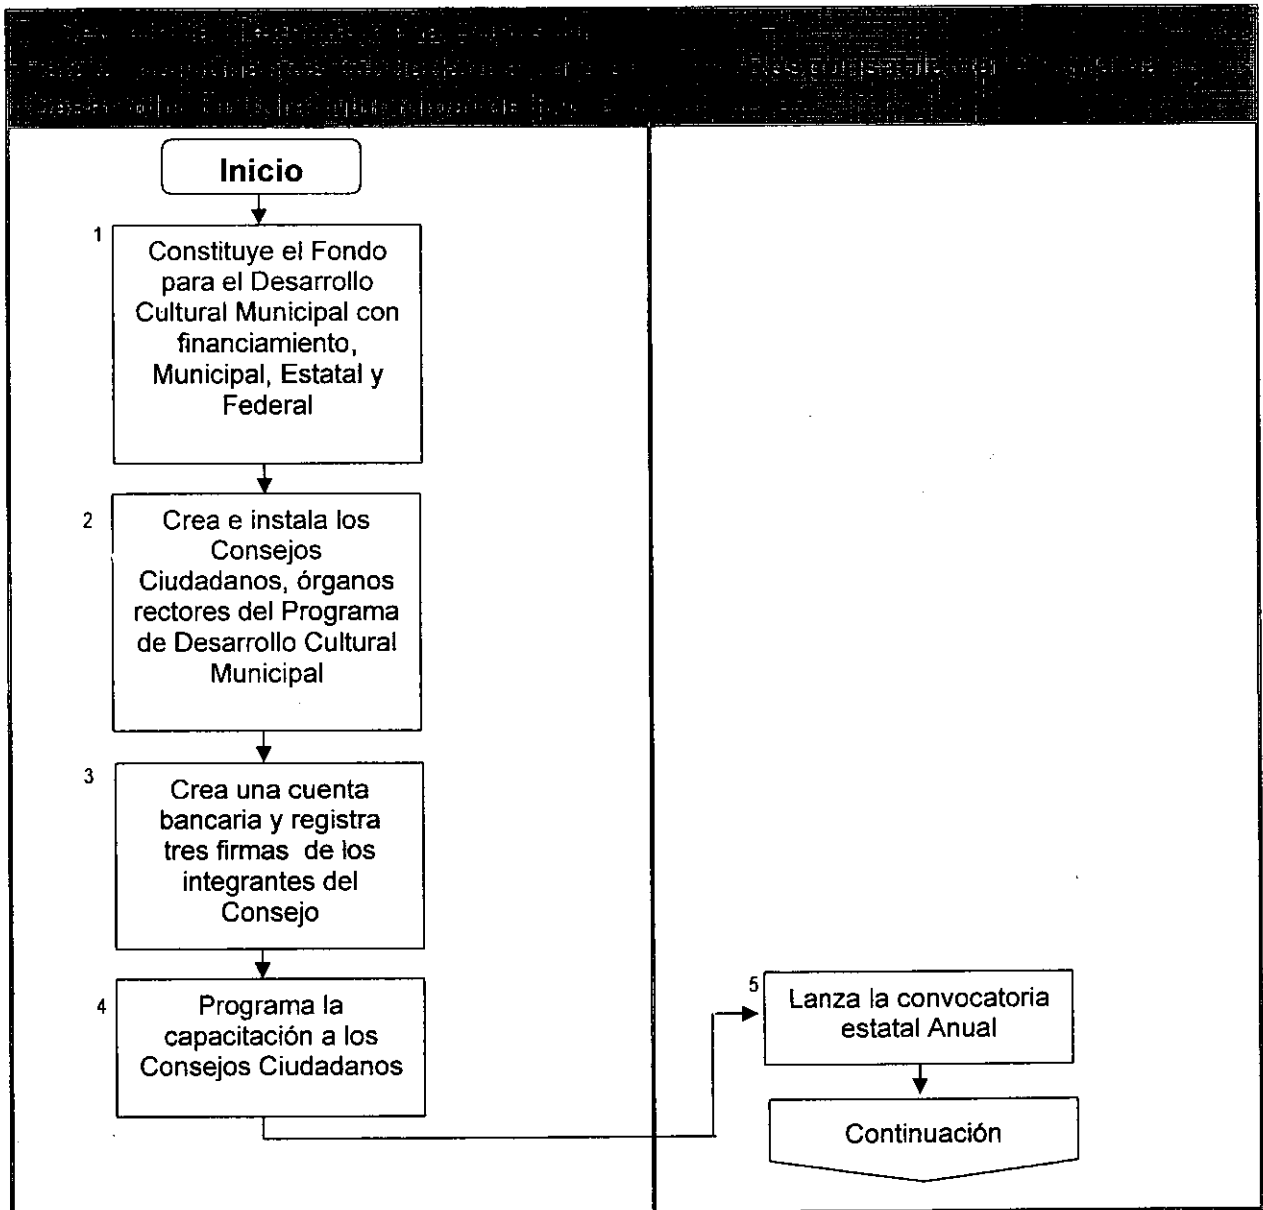 Inicio
1
Constituye el Fondo
para el Desarrollo
Cultural Municipal con
financiamiento,
Municipal, Estatal y
Federal
2
Crea e instala los
Consejos
Ciudadanos, órganos
rectores del Programa
de Desarrollo Cultural
Municipal
3
Crea una cuenta
bancaria y registra
tres firmas de los
integrantes del
Consejo
4
Programa la
capacitación a los
Consejos Ciudadanos
5
Lanza la convocatoria
estatal Anual
Continuación